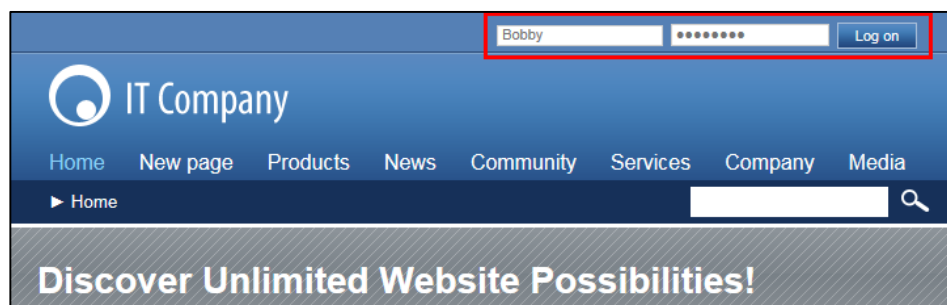 Bobby ●●●●●●●● Log on
IT Company
Home New page Products News Community Services Company Media
► Home
Discover Unlimited Website Possibilities!